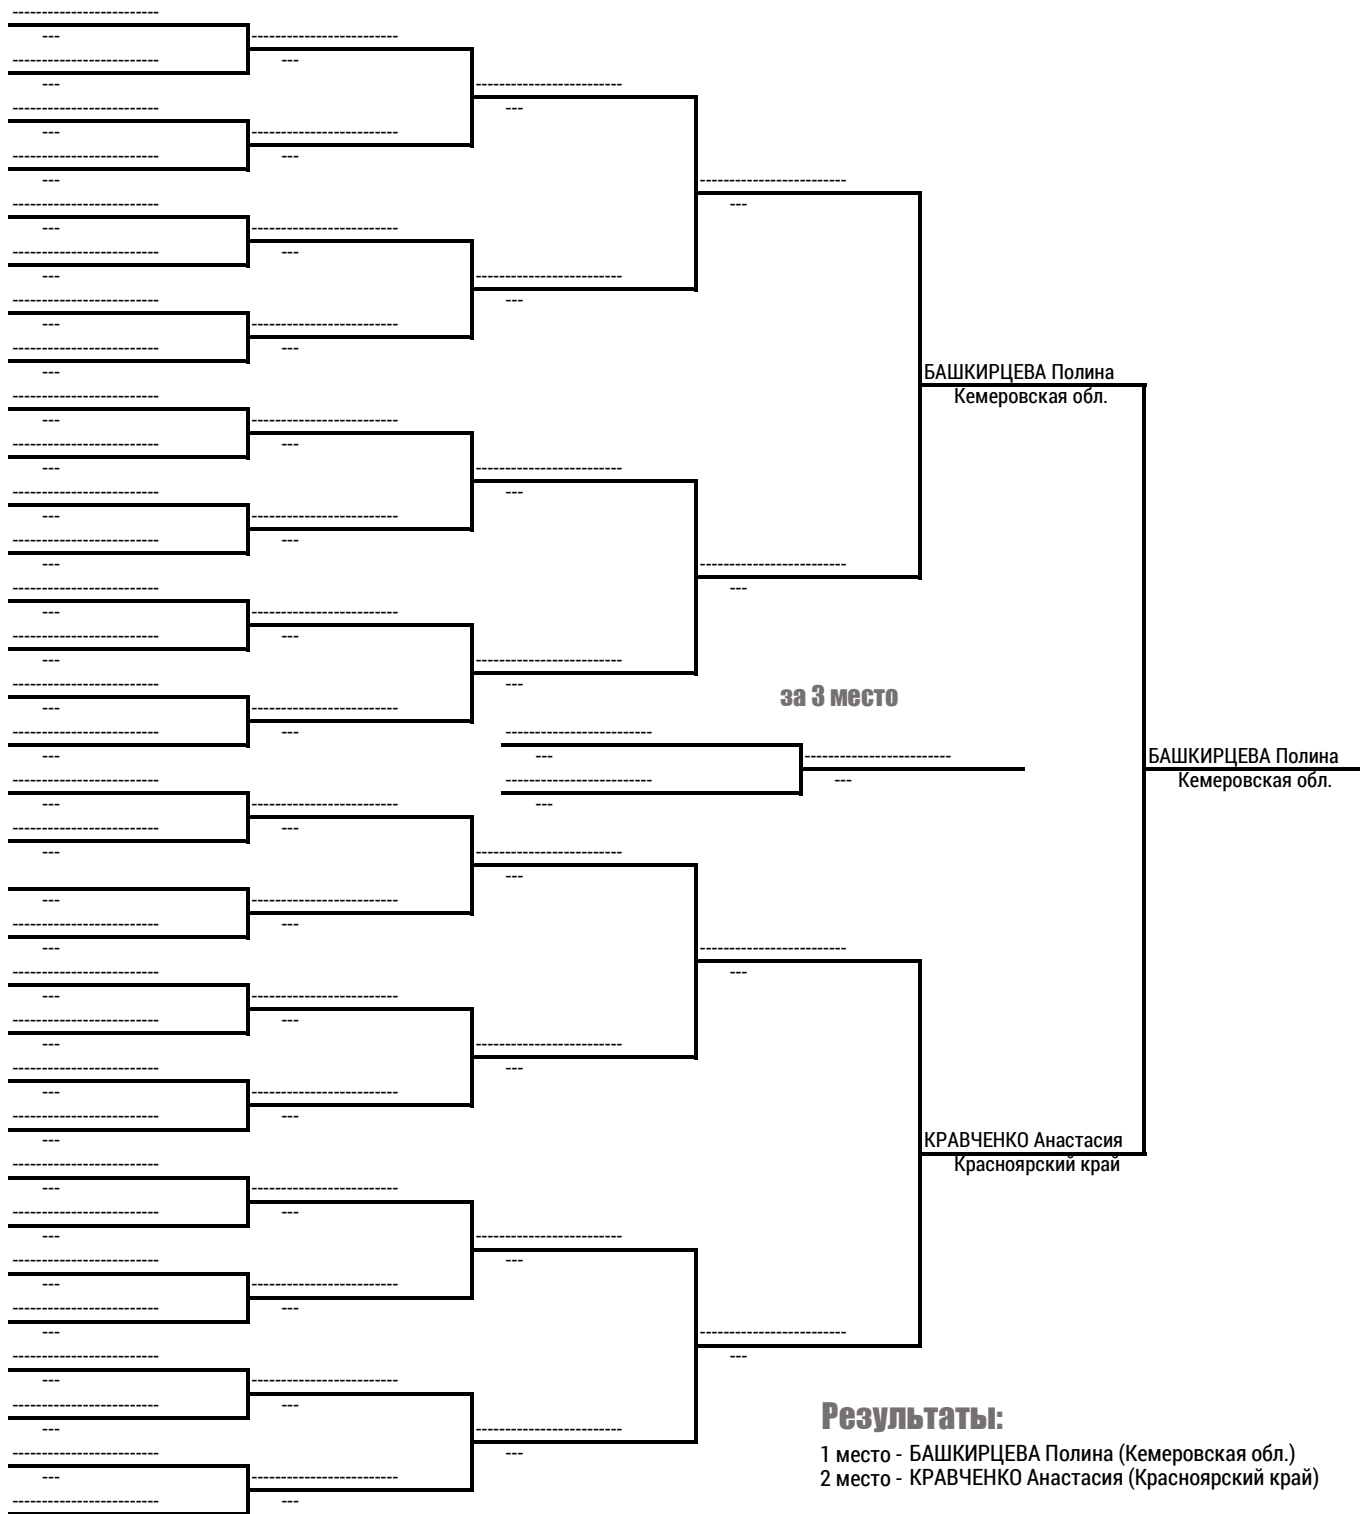 БАШКИРЦЕВА Полина
Кемеровская обл.
за 3 место
БАШКИРЦЕВА Полина
Кемеровская обл.
КРАВЧЕНКО Анастасия
Красноярский край
Результаты:
1 место - БАШКИРЦЕВА Полина (Кемеровская обл.)
2 место - КРАВЧЕНКО Анастасия (Красноярский край)